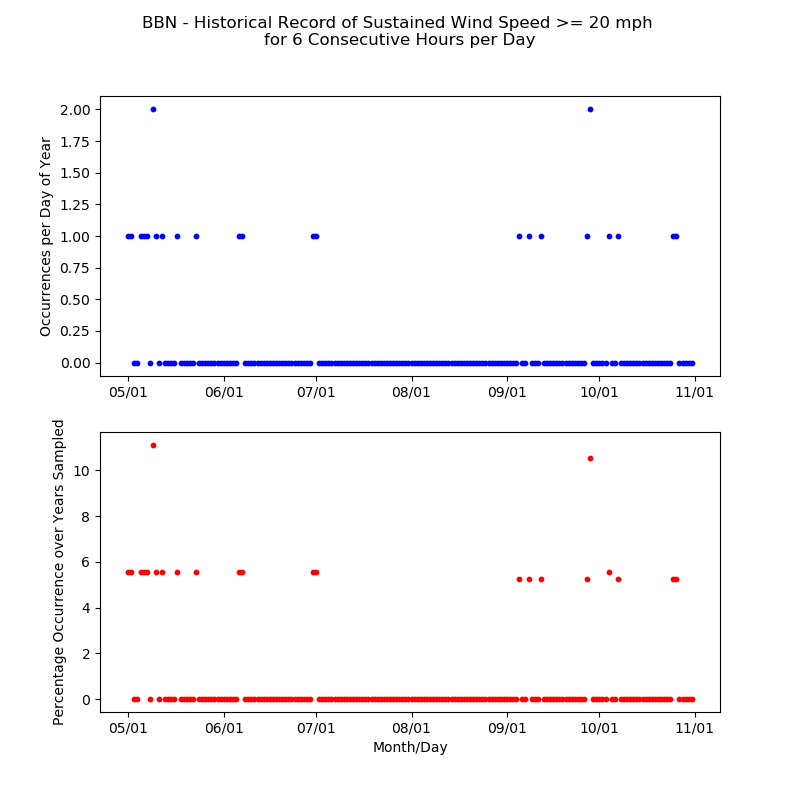 BBN - Historical Record of Sustained Wind Speed >= 20 mph
for 6 Consecutive Hours per Day
Occurrences per Day of Year
2.00
1.75
1.50
1.25
1.00
0.75
0.50
0.25
0.00
05/01 06/01 07/01 08/01 09/01 10/01 11/01
Percentage Occurrence over Years Sampled
10
8
6
4
2
0
05/01 06/01 07/01 08/01 09/01 10/01 11/01
Month/Day